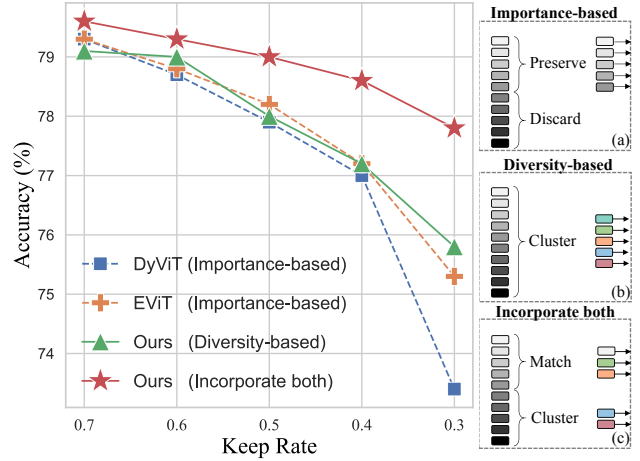 Accuracy (%)
79
78
77
76
75
74
DyViT (Importance-based)
EViT (Importance-based)
Ours (Diversity-based)
Ours (Incorporate both)
0.7 0.6 0.5 0.4 0.3
Keep Rate
Importance-based
Preserve
Discard
(a)
Diversity-based
Cluster
(b)
Incorporate both
Match
Cluster
(c)